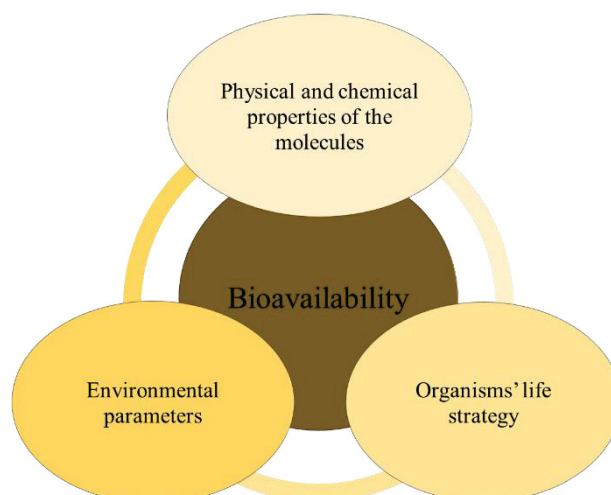 Physical and chemical
properties of the
molecules
Bioavailability
Environmental
parameters
Organisms’ life
strategy